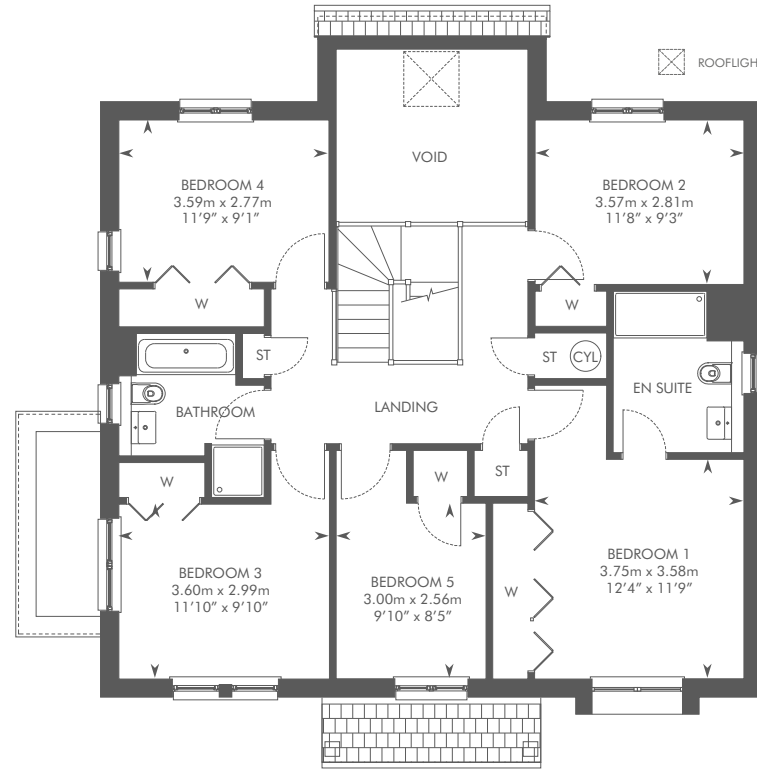 ROOFLIGH
VOID
BEDROOM 4
3.59m x 2.77m
11'9" x 9'1"
BEDROOM 2
3.57m x 2.81m
11'8" x 9'3"
W
W
ST
ST
CYL
EN SUITE
BATHROOM
LANDING
W
W
ST
BEDROOM 3
3.60m x 2.99m
11'10" x 9'10"
BEDROOM 5
3.00m x 2.56m
9'10" x 8'5"
W
BEDROOM 1
3.75m x 3.58m
12'4" x 11'9"